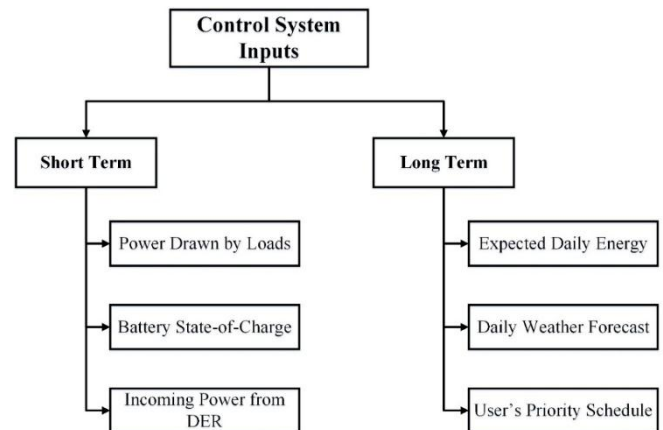 Control System
Inputs
Short Term
Long Term
Power Drawn by Loads
Expected Daily Energy
Battery State-of-Charge
Daily Weather Forecast
Incoming Power from
DER
User’s Priority Schedule